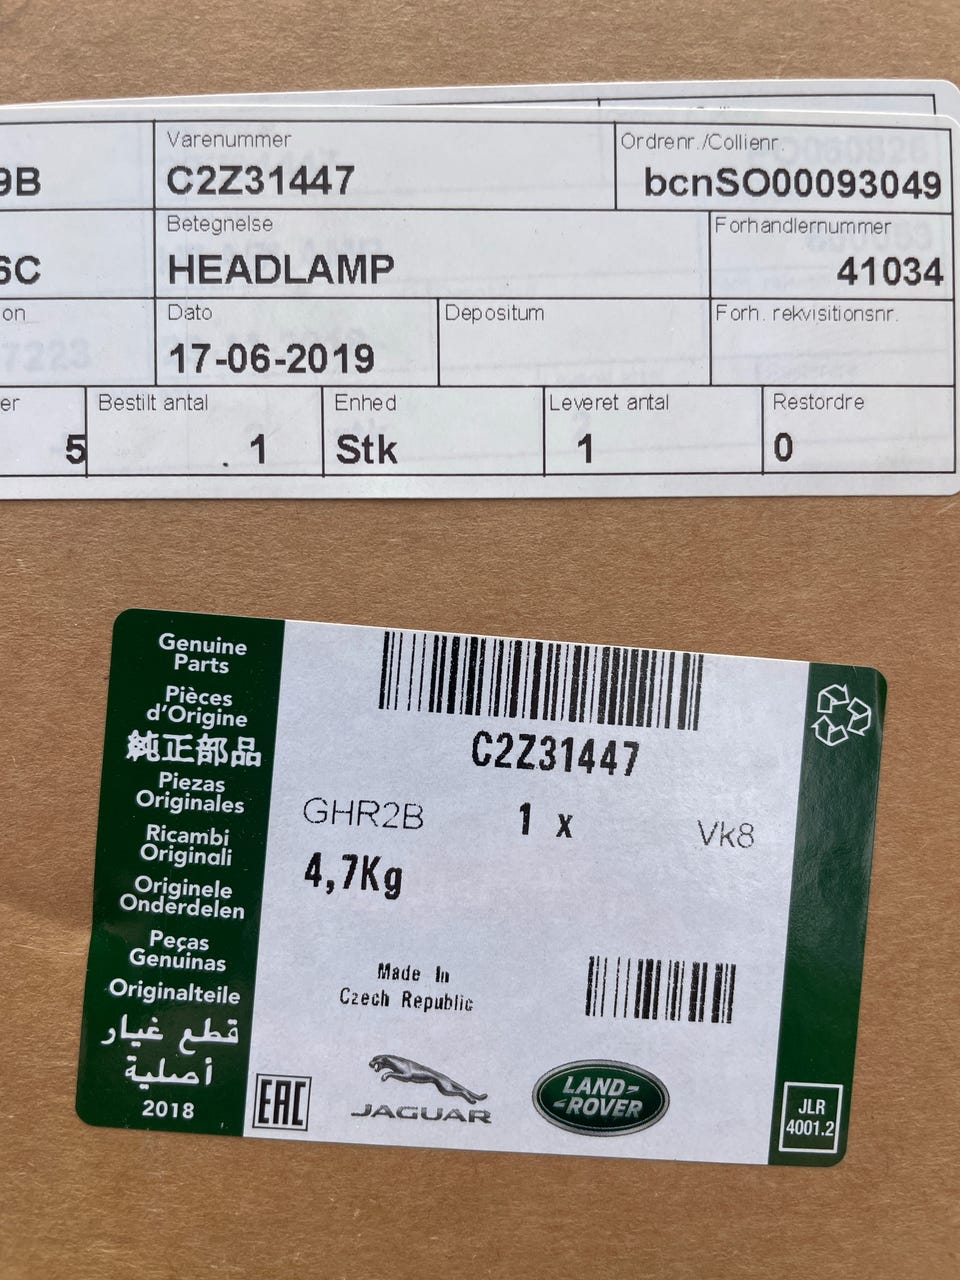 Varenummer
Ordrenr./Collienr.
9B
C2Z31447
bcnSO00093049
Betegnelse
Forhandlernummer
6C
HEADLAMP
41034
on
Dato
Depositum
Forh. rekvisitionsnr.
17-06-2019
er
Bestilt antal
Enhed
Leveret antal
Restordre
5
1
Stk
1
0
Genuine
Parts
Pièces
d'Origine
純正部品
Piezas
Originales
Ricambi
Originali
Originele
Onderdelen
Peças
Genuinas
Originalteile
قطع غيار
أصلية
2018
C2Z31447
GHR2B
1 x
Vk8
4,7Kg
Made In
Czech Republic
EAC
JAGUAR
LAND-
-ROVER
JLR
4001.2